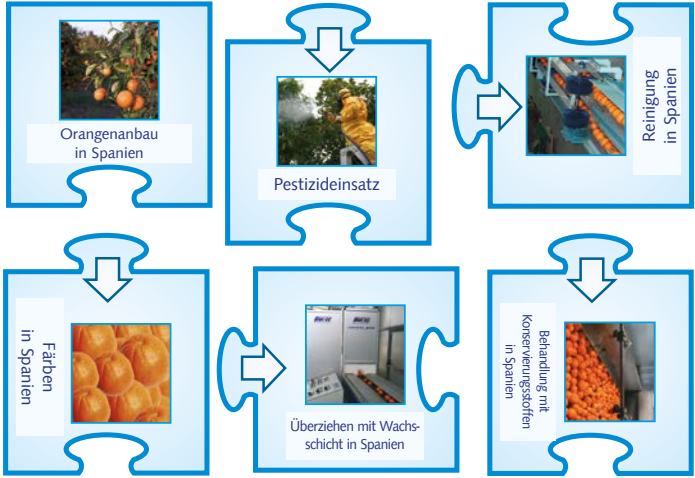 Orangenanbau
in Spanien
Pestizideinsatz
Reinigung
in Spanien
Färben
in Spanien
Überziehen mit Wachs-
schicht in Spanien
Behandlung mit
Konservierungsstoffen
in Spanien